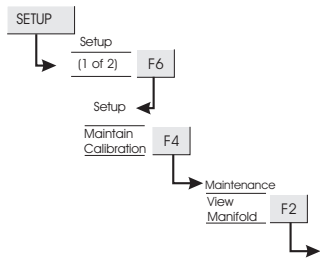 SETUP
Setup
(1 of 2)
F6
Setup
Maintain
Calibration
F4
Maintenance
View
Manifold
F2